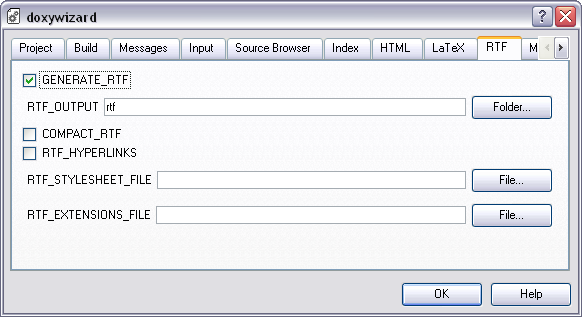 doxywizard
Project Build Messages Input Source Browser Index HTML LaTeX RTF M
GENERATE_RTF
RTF_OUTPUT rtf Folder...
COMPACT_RTF
RTF_HYPERLINKS
RTF_STYLESHEET_FILE File...
RTF_EXTENSIONS_FILE File...
OK Help